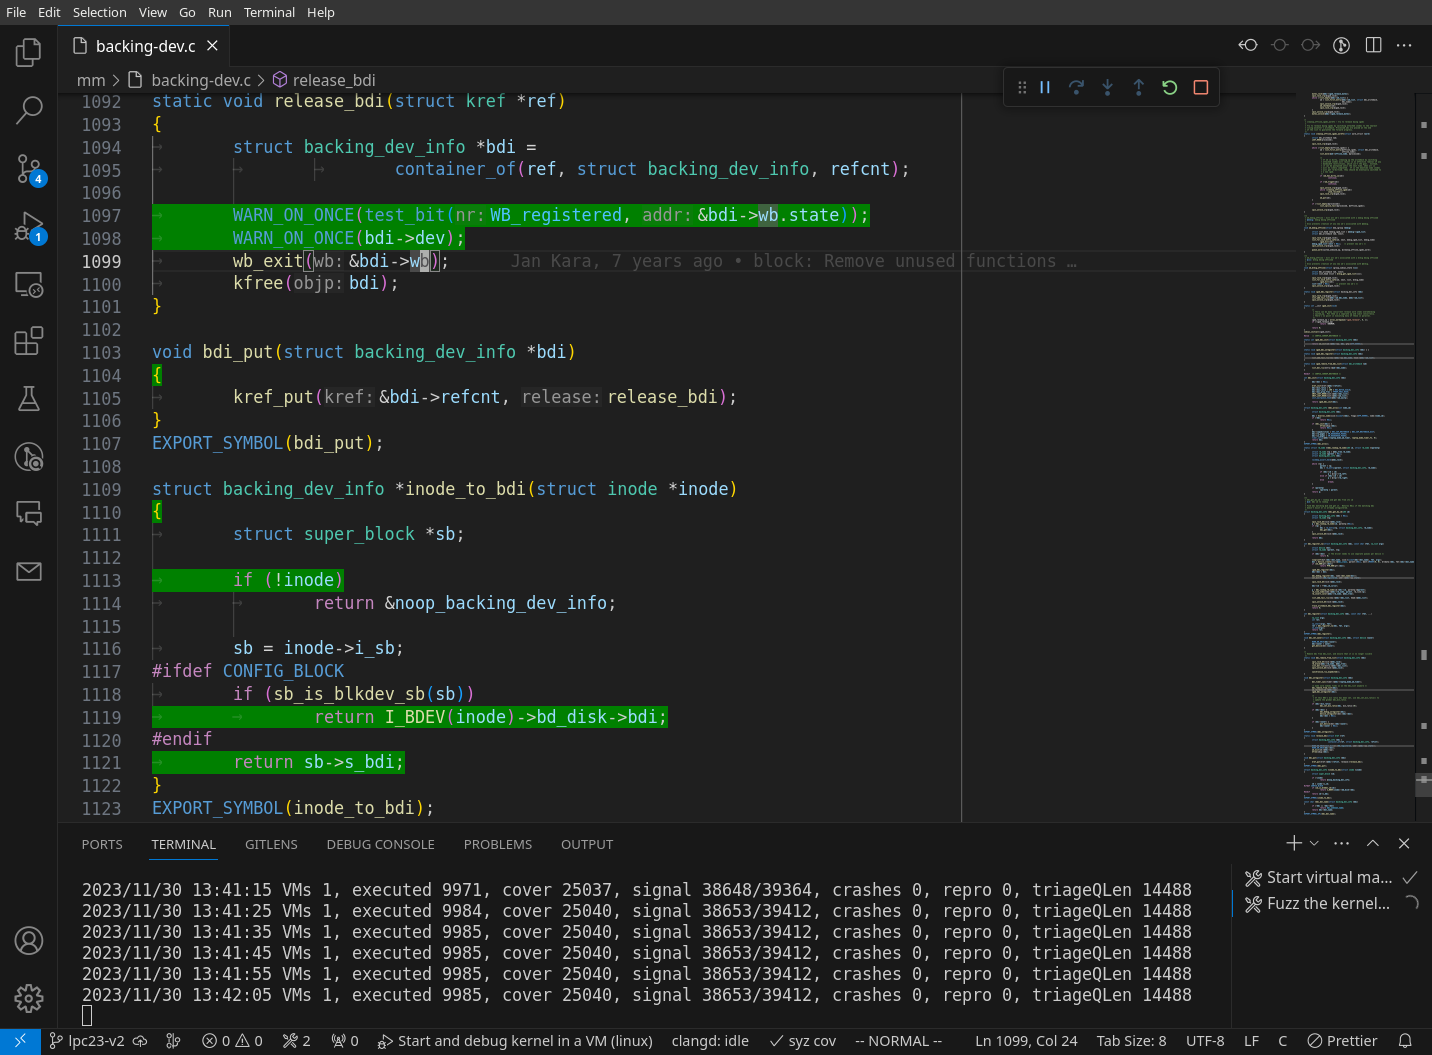 File Edit Selection View Go Run Terminal Help
backing-dev.c
mm > backing-dev.c > release_bdi
1092 static void release_bdi(struct kref *ref)
1093 {
1094 struct backing_dev_info *bdi =
1095 container_of(ref, struct backing_dev_info, refcnt);
1096
1097 WARN_ON_ONCE(test_bit(nr: WB_registered, addr: &bdi->wb.state));
1098 WARN_ON_ONCE(bdi->dev);
1099 wb_exit(wb: &bdi->wb); Jan Kara, 7 years ago • block: Remove unused functions …
1100 kfree(objp: bdi);
1101 }
1102
1103 void bdi_put(struct backing_dev_info *bdi)
1104 {
1105 kref_put(kref: &bdi->refcnt, release: release_bdi);
1106 }
1107 EXPORT_SYMBOL(bdi_put);
1108
1109 struct backing_dev_info *inode_to_bdi(struct inode *inode)
1110 {
1111 struct super_block *sb;
1112
1113 if (!inode)
1114 return &noop_backing_dev_info;
1115
1116 sb = inode->i_sb;
1117 #ifdef CONFIG_BLOCK
1118 if (sb_is_blkdev_sb(sb))
1119 return I_BDEV(inode)->bd_disk->bdi;
1120 #endif
1121 return sb->s_bdi;
1122 }
1123 EXPORT_SYMBOL(inode_to_bdi);
4
1
PORTS TERMINAL GITLENS DEBUG CONSOLE PROBLEMS OUTPUT
2023/11/30 13:41:15 VMs 1, executed 9971, cover 25037, signal 38648/39364, crashes 0, repro 0, triageQLen 14488
2023/11/30 13:41:25 VMs 1, executed 9984, cover 25040, signal 38653/39412, crashes 0, repro 0, triageQLen 14488
2023/11/30 13:41:35 VMs 1, executed 9985, cover 25040, signal 38653/39412, crashes 0, repro 0, triageQLen 14488
2023/11/30 13:41:45 VMs 1, executed 9985, cover 25040, signal 38653/39412, crashes 0, repro 0, triageQLen 14488
2023/11/30 13:41:55 VMs 1, executed 9985, cover 25040, signal 38653/39412, crashes 0, repro 0, triageQLen 14488
2023/11/30 13:42:05 VMs 1, executed 9985, cover 25040, signal 38653/39412, crashes 0, repro 0, triageQLen 14488
Start virtual ma...
Fuzz the kernel...
lpc23-v2 0 0 2 0 Start and debug kernel in a VM (linux) clangd: idle syz cov -- NORMAL -- Ln 1099, Col 24 Tab Size: 8 UTF-8 LF C Prettier